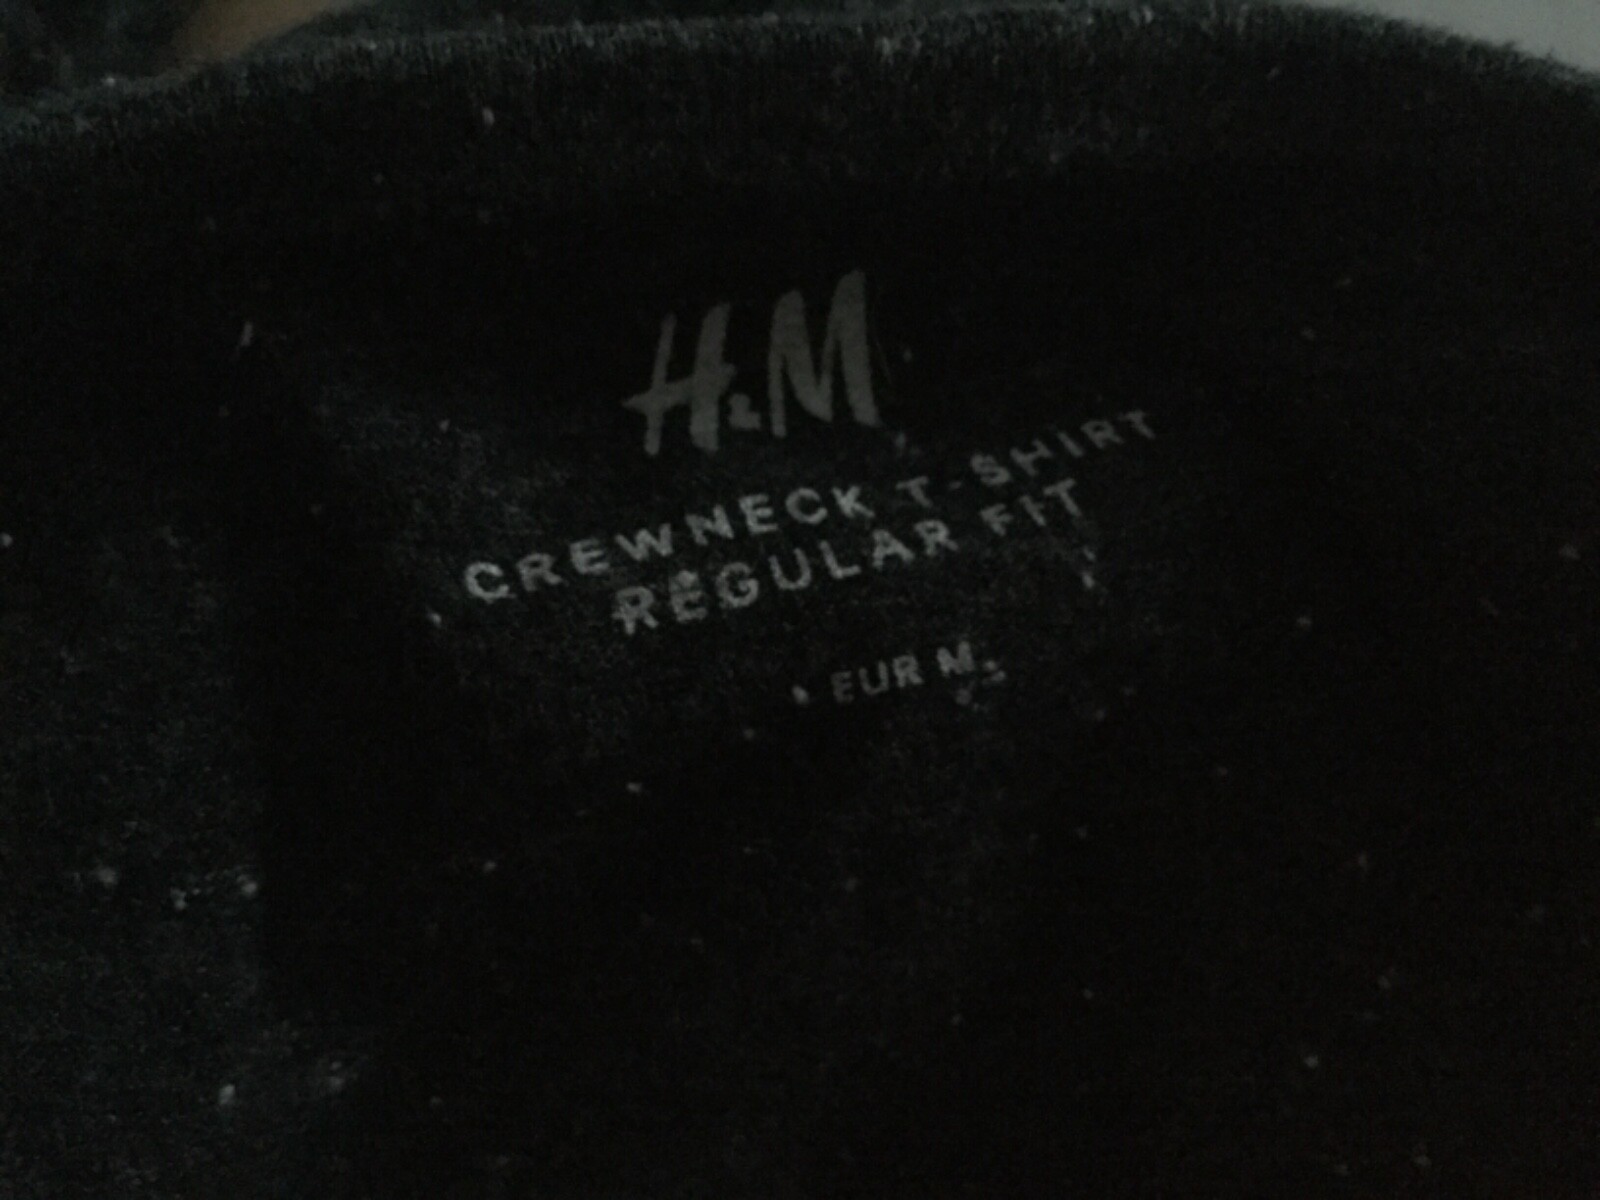 H&M
CREWNECK T-SHIRT
REGULAR FIT
EUR M